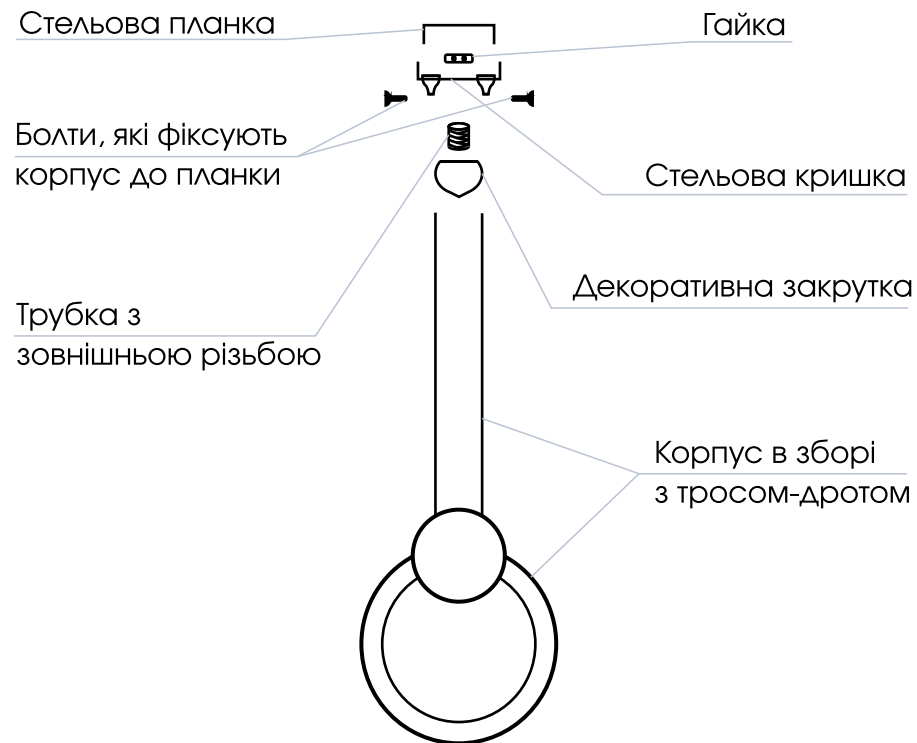 Стельова планка
Гайка
Болти, які фіксують
корпус до планки
Стельова кришка
Декоративна закрутка
Трубка з
зовнішньою різьбою
Корпус в зборі
з тросом-дротом